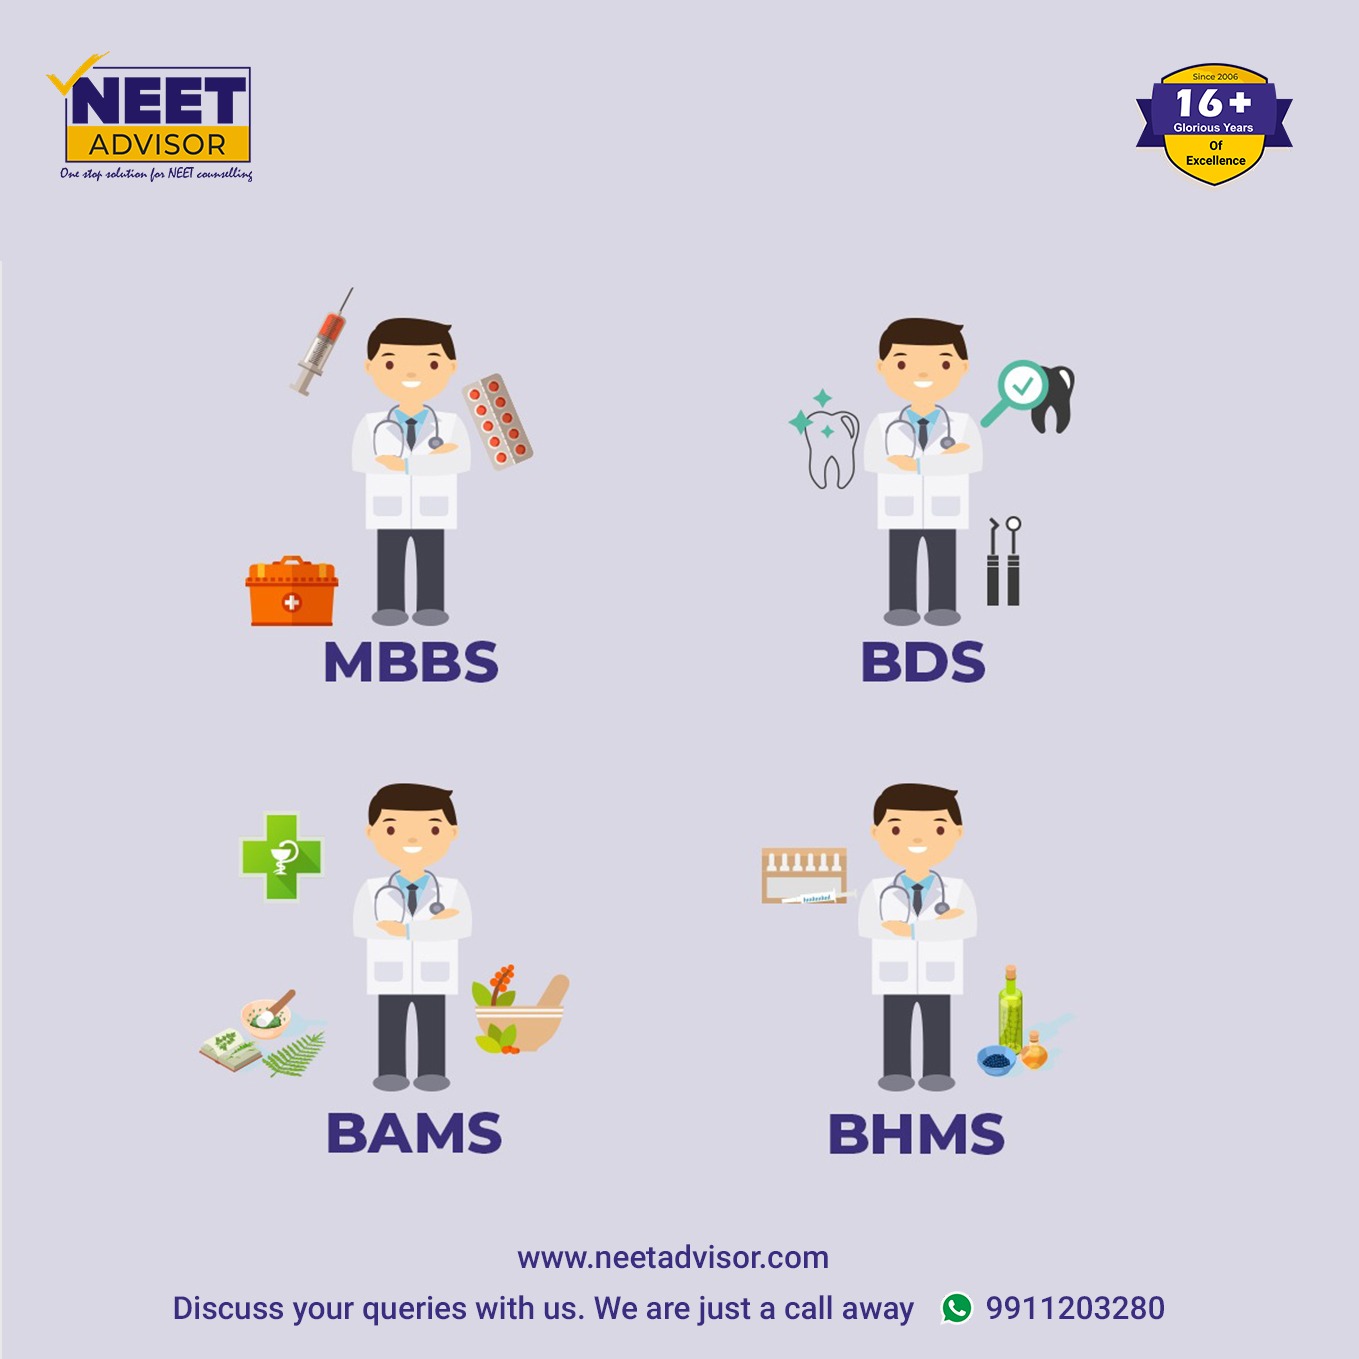 NEET
ADVISOR
One stop solution for NEET counselling
Since 2006
16+
Glorious Years
Of
Excellence
MBBS
BDS
BAMS
BHMS
www.neetadvisor.com
Discuss your queries with us. We are just a call away 9911203280